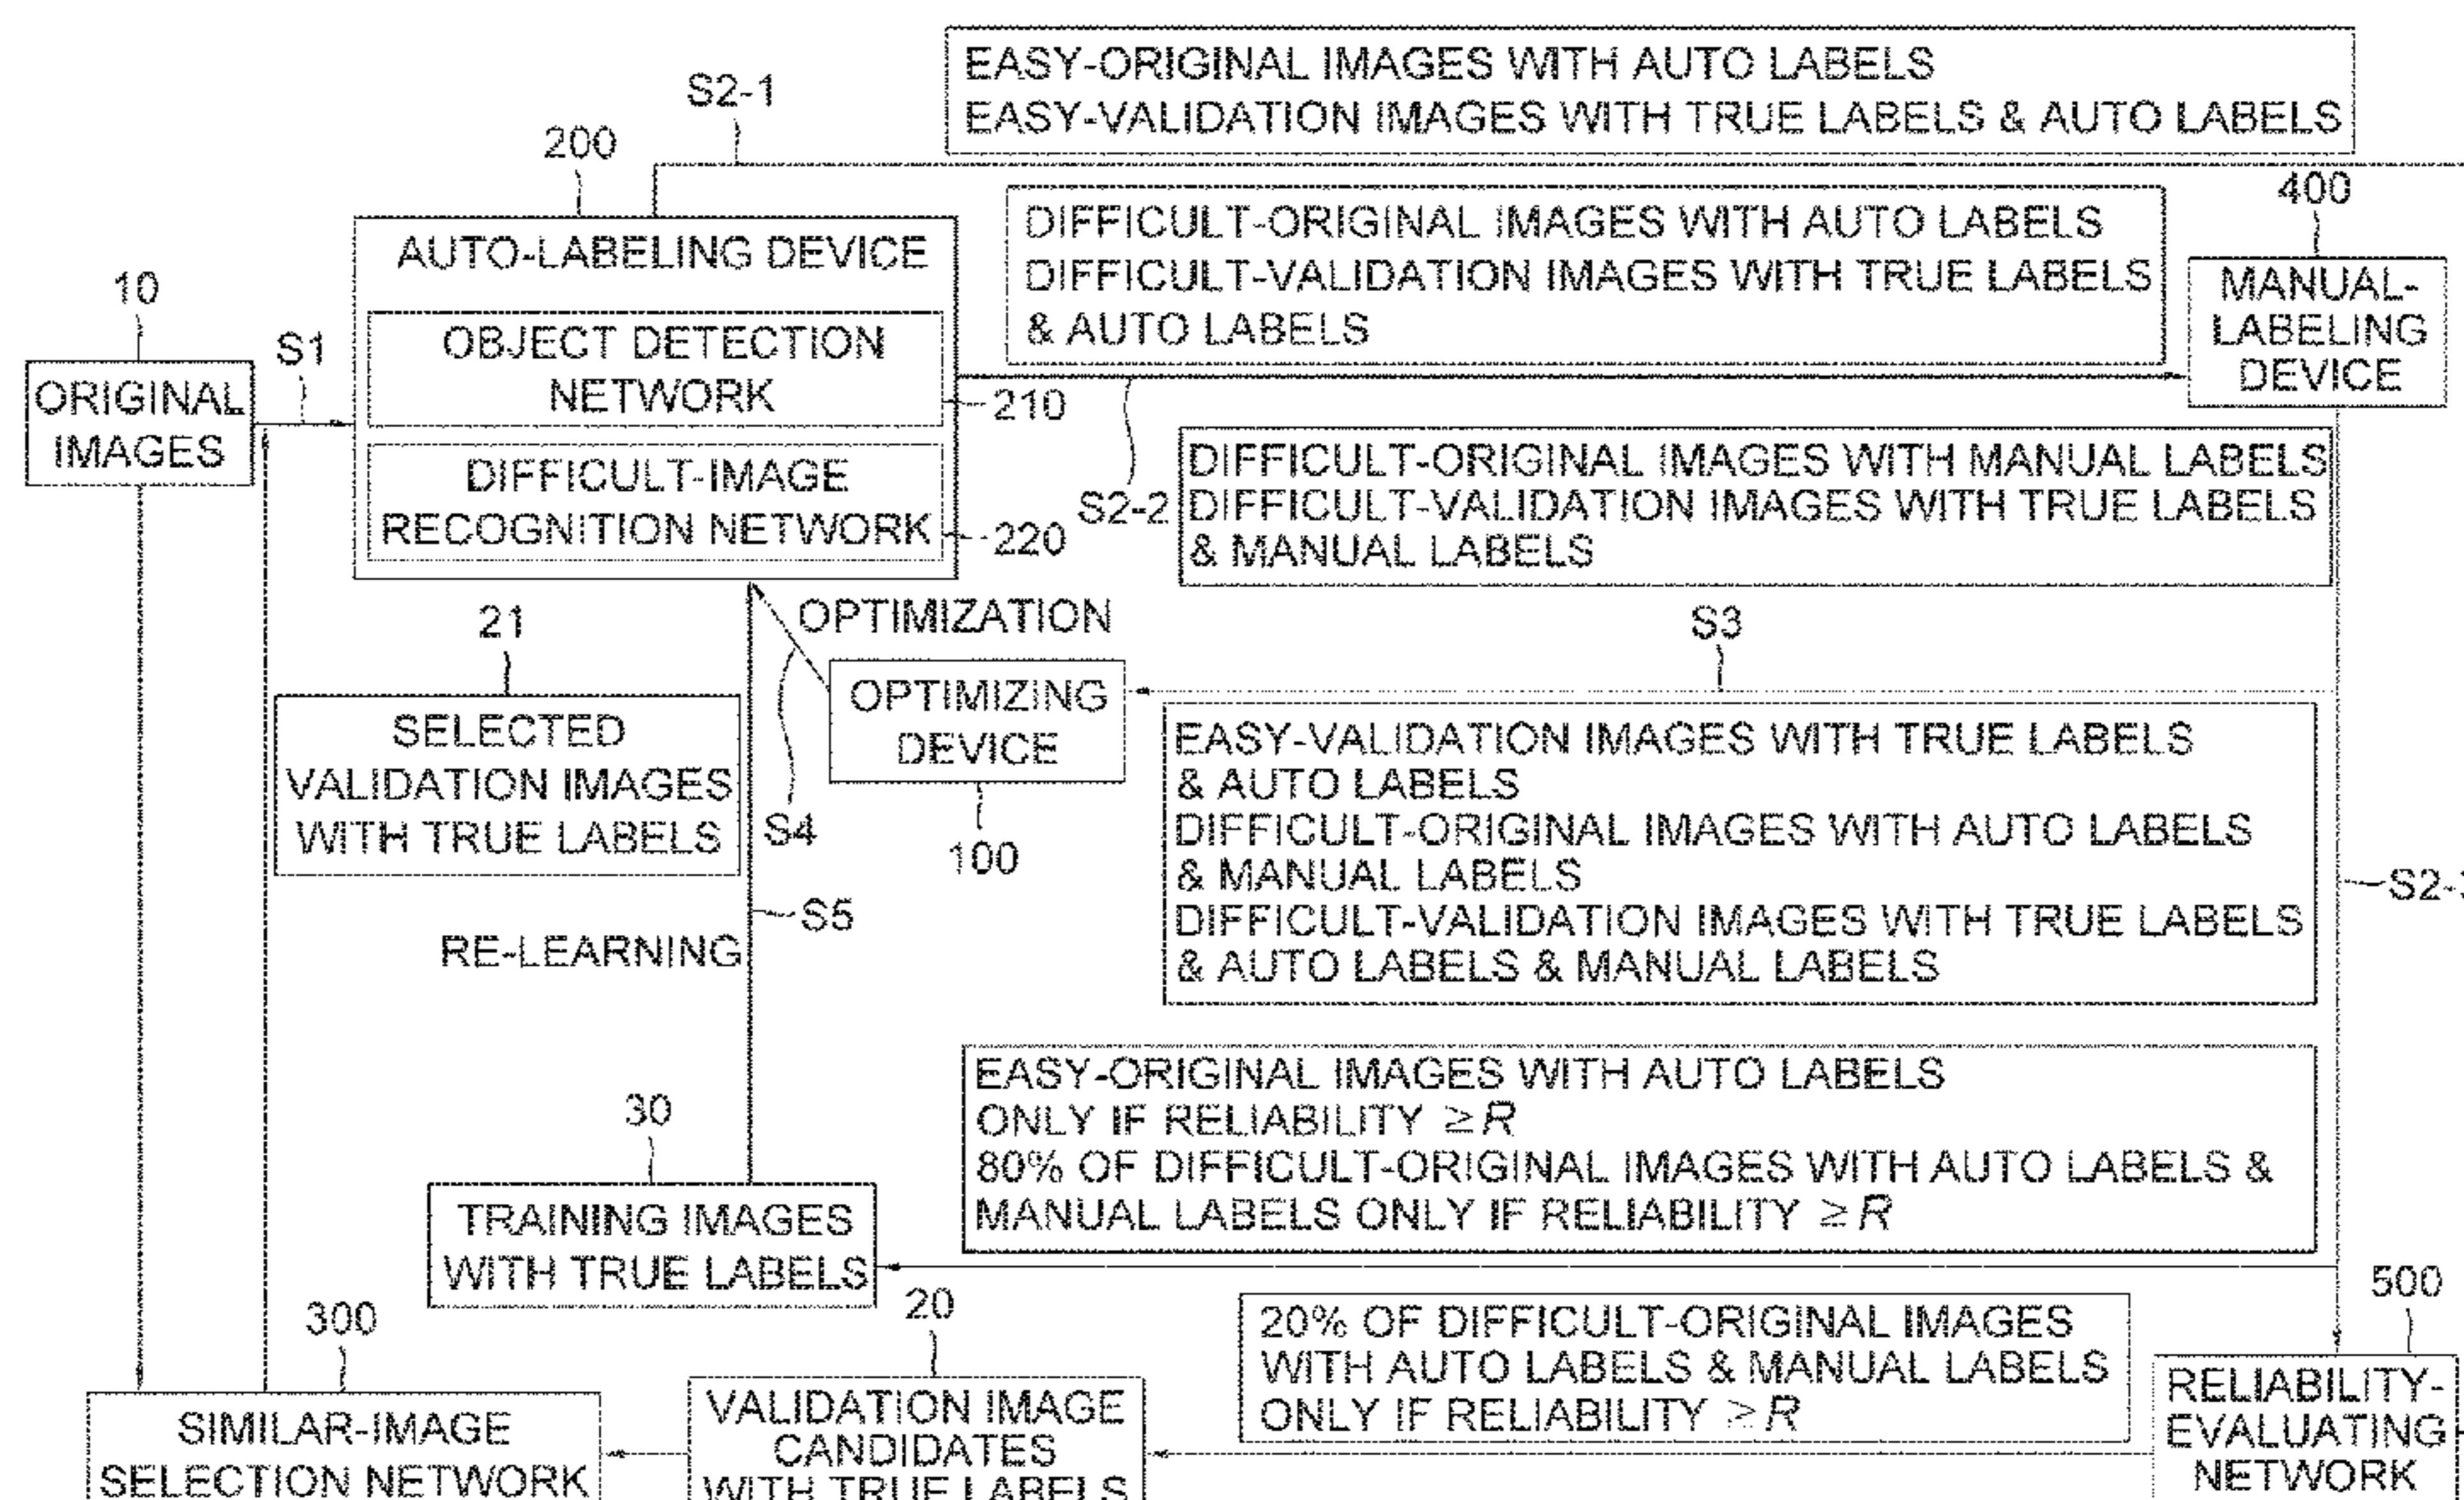 EASY-ORIGINAL IMAGES WITH AUTO LABELS
EASY-VALIDATION IMAGES WITH TRUE LABELS & AUTO LABELS
S2-1
200
400
DIFFICULT-ORIGINAL IMAGES WITH AUTO LABELS
DIFFICULT-VALIDATION IMAGES WITH TRUE LABELS
& AUTO LABELS
AUTO-LABELING DEVICE
OBJECT DETECTION
NETWORK
210
DIFFICULT-IMAGE
RECOGNITION NETWORK
220
10
S1
ORIGINAL
IMAGES
MANUAL-
LABELING
DEVICE
S2-2
DIFFICULT-ORIGINAL IMAGES WITH MANUAL LABELS
DIFFICULT-VALIDATION IMAGES WITH TRUE LABELS
& MANUAL LABELS
21
OPTIMIZATION
S3
SELECTED
VALIDATION IMAGES
WITH TRUE LABELS
OPTIMIZING
DEVICE
S4
100
EASY-VALIDATION IMAGES WITH TRUE LABELS
& AUTO LABELS
DIFFICULT-ORIGINAL IMAGES WITH AUTO LABELS
& MANUAL LABELS
DIFFICULT-VALIDATION IMAGES WITH TRUE LABELS
& AUTO LABELS & MANUAL LABELS
S5
RE-LEARNING
EASY-ORIGINAL IMAGES WITH AUTO LABELS
ONLY IF RELIABILITY ≥R
80% OF DIFFICULT-ORIGINAL IMAGES WITH AUTO LABELS &
MANUAL LABELS ONLY IF RELIABILITY ≥R
30
TRAINING IMAGES
WITH TRUE LABELS
300
20
500
20% OF DIFFICULT-ORIGINAL IMAGES
WITH AUTO LABELS & MANUAL LABELS
ONLY IF RELIABILITY ≥R
SIMILAR-IMAGE
SELECTION NETWORK
VALIDATION IMAGE
CANDIDATES
WITH TRUE LABELS
RELIABILITY-
EVALUATING
NETWORK